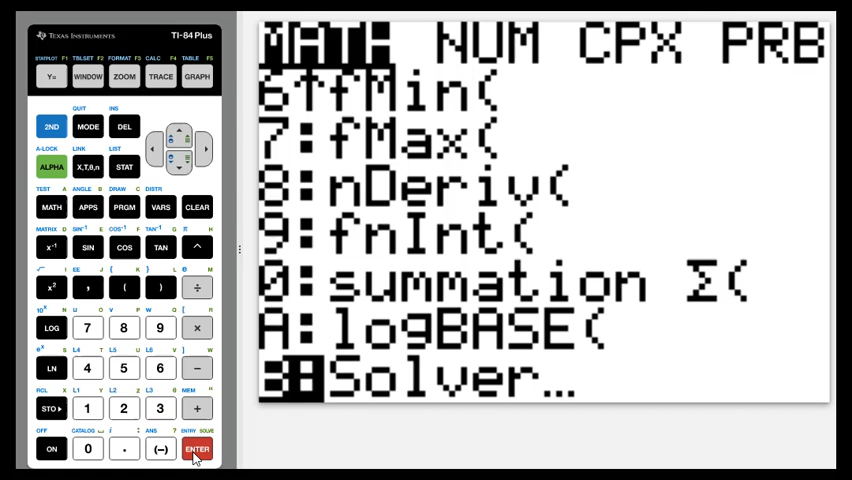 TEXAS INSTRUMENTS TI-84 Plus
STATPLOT F1 TBLSET F2 FORMAT F3 CALC F4 TABLE F5
Y= WINDOW ZOOM TRACE GRAPH
QUIT INS
2ND MODE DEL
A-LOCK LINK LIST
ALPHA X,T,θ,n STAT
TEST A ANGLE B DRAW C DISTR
MATH APPS PRGM VARS CLEAR
MATRIX D SIN⁻¹ E COS⁻¹ F TAN⁻¹ G π H
x⁻¹ SIN COS TAN ^
√ I EE J { K } L e M
x² , ( ) ÷
10ˣ N u O v P w Q [ R
LOG 7 8 9 ×
eˣ S L4 T L5 U L6 V ] W
LN 4 5 6 −
RCL X L1 Y L2 Z L3 θ MEM "
STO▸ 1 2 3 +
OFF CATALOG ␣ i : ANS ? ENTRY SOLVE
ON 0 . (−) ENTER
MATH NUM CPX PRB
6↑fMin(
7:fMax(
8:nDeriv(
9:fnInt(
0:summation Σ(
A:logBASE(
Solver…